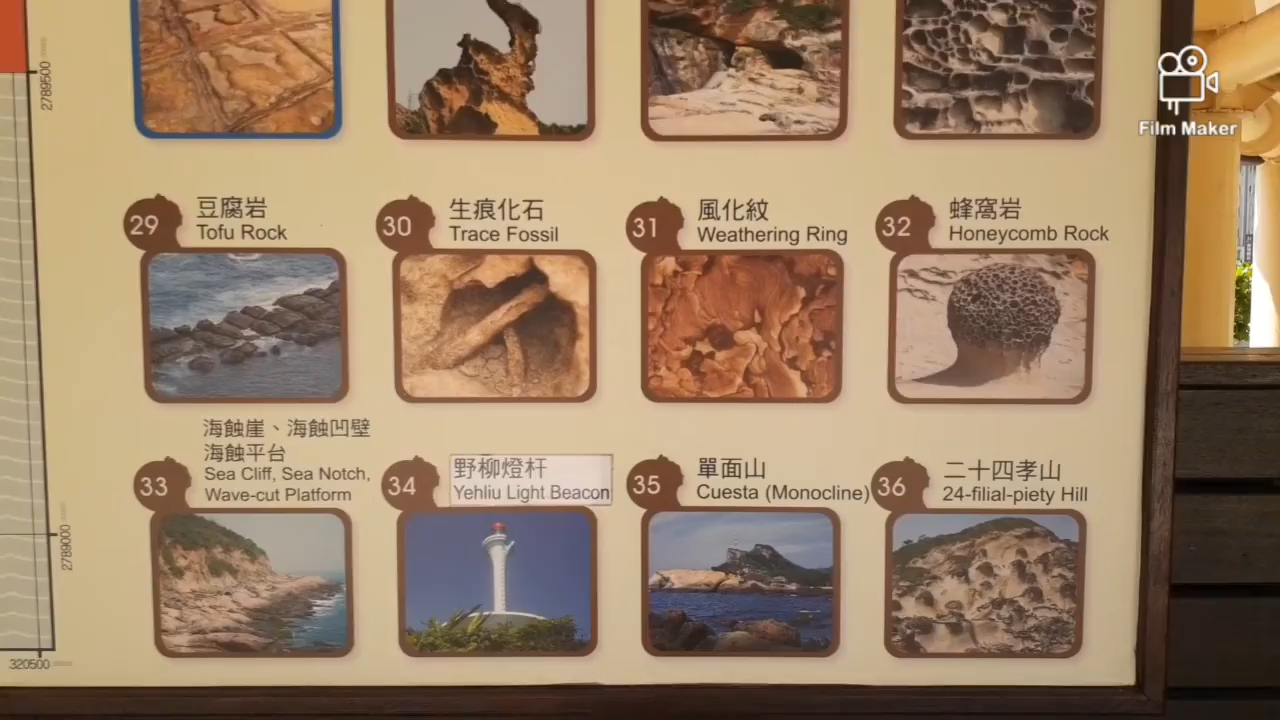 2789500
Film Maker
29
豆腐岩
Tofu Rock
30
生痕化石
Trace Fossil
31
風化紋
Weathering Ring
32
蜂窩岩
Honeycomb Rock
33
海蝕崖、海蝕凹壁
海蝕平台
Sea Cliff, Sea Notch,
Wave-cut Platform
34
野柳燈杆
Yehliu Light Beacon
35
單面山
Cuesta (Monocline)
36
二十四孝山
24-filial-piety Hill
2789000
320500